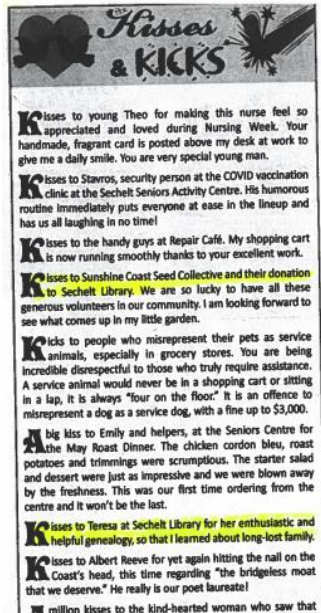 Kisses
& KICKS
Kisses to young Theo for making this nurse feel so
appreciated and loved during Nursing Week. Your
handmade, fragrant card is posted above my desk at work to
give me a daily smile. You are very special young man.
Kisses to Stavros, security person at the COVID vaccination
clinic at the Sechelt Seniors Activity Centre. His humorous
routine immediately puts everyone at ease in the lineup and
has us all laughing in no time!
Kisses to the handy guys at Repair Café. My shopping cart
is now running smoothly thanks to your excellent work.
Kisses to Sunshine Coast Seed Collective and their donation
to Sechelt Library. We are so lucky to have all these
generous volunteers in our community. I am looking forward to
see what comes up in my little garden.
Kicks to people who misrepresent their pets as service
animals, especially in grocery stores. You are being
incredible disrespectful to those who truly require assistance.
A service animal would never be in a shopping cart or sitting
in a lap, it is always "four on the floor." It is an offence to
misrepresent a dog as a service dog, with a fine up to $3,000.
A big kiss to Emily and helpers, at the Seniors Centre for
the May Roast Dinner. The chicken cordon bleu, roast
potatoes and trimmings were scrumptious. The starter salad
and dessert were just as impressive and we were blown away
by the freshness. This was our first time ordering from the
centre and it won't be the last.
Kisses to Teresa at Sechelt Library for her enthusiastic and
helpful genealogy, so that I learned about long-lost family.
Kisses to Albert Reeve for yet again hitting the nail on the
Coast's head, this time regarding "the bridgeless moat
that we deserve." He really is our poet laureate!
million kisses to the kind-hearted woman who saw that